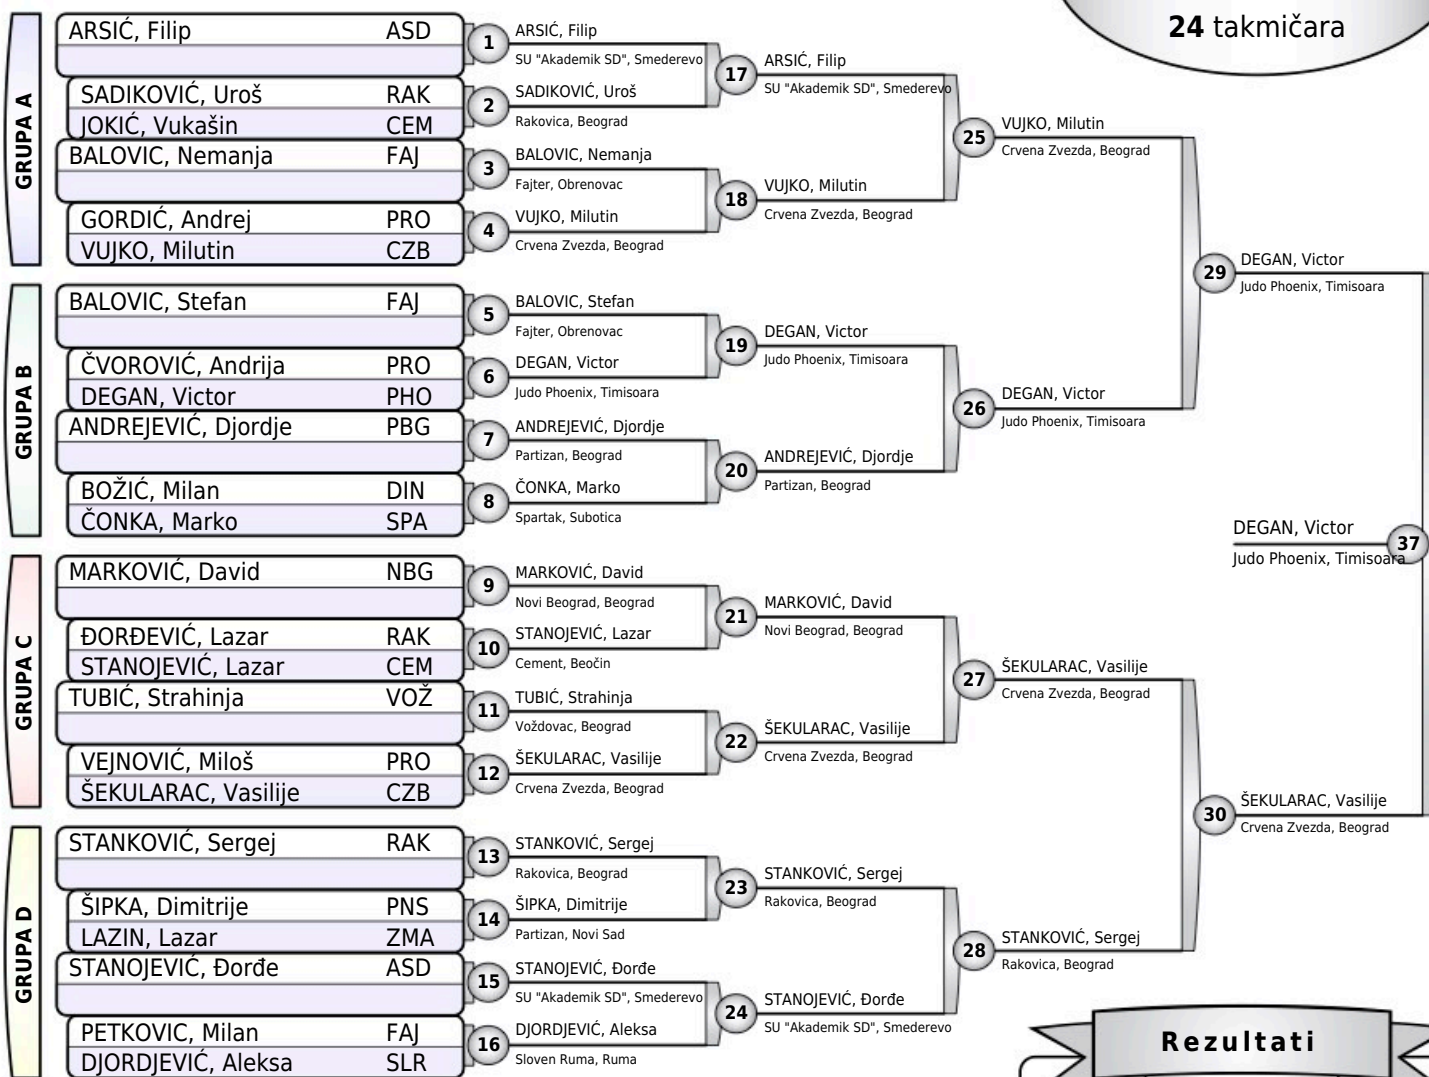 24 takmičara
GRUPA A
ARSIĆ, Filip ASD
SADIKOVIĆ, Uroš RAK
JOKIĆ, Vukašin CEM
BALOVIC, Nemanja FAJ
GORDIĆ, Andrej PRO
VUJKO, Milutin CZB
GRUPA B
BALOVIC, Stefan FAJ
ČVOROVIĆ, Andrija PRO
DEGAN, Victor PHO
ANDREJEVIĆ, Djordje PBG
BOŽIĆ, Milan DIN
ČONKA, Marko SPA
GRUPA C
MARKOVIĆ, David NBG
ĐORĐEVIĆ, Lazar RAK
STANOJEVIĆ, Lazar CEM
TUBIĆ, Strahinja VOŽ
VEJNOVIĆ, Miloš PRO
ŠEKULARAC, Vasilije CZB
GRUPA D
STANKOVIĆ, Sergej RAK
ŠIPKA, Dimitrije PNS
LAZIN, Lazar ZMA
STANOJEVIĆ, Đorđe ASD
PETKOVIC, Milan FAJ
DJORDJEVIĆ, Aleksa SLR
1
ARSIĆ, Filip
SU "Akademik SD", Smederevo
2
SADIKOVIĆ, Uroš
Rakovica, Beograd
3
BALOVIC, Nemanja
Fajter, Obrenovac
4
VUJKO, Milutin
Crvena Zvezda, Beograd
5
BALOVIC, Stefan
Fajter, Obrenovac
6
DEGAN, Victor
Judo Phoenix, Timisoara
7
ANDREJEVIĆ, Djordje
Partizan, Beograd
8
ČONKA, Marko
Spartak, Subotica
9
MARKOVIĆ, David
Novi Beograd, Beograd
10
STANOJEVIĆ, Lazar
Cement, Beočin
11
TUBIĆ, Strahinja
Voždovac, Beograd
12
ŠEKULARAC, Vasilije
Crvena Zvezda, Beograd
13
STANKOVIĆ, Sergej
Rakovica, Beograd
14
ŠIPKA, Dimitrije
Partizan, Novi Sad
15
STANOJEVIĆ, Đorđe
SU "Akademik SD", Smederevo
16
DJORDJEVIĆ, Aleksa
Sloven Ruma, Ruma
17
ARSIĆ, Filip
SU "Akademik SD", Smederevo
18
VUJKO, Milutin
Crvena Zvezda, Beograd
19
DEGAN, Victor
Judo Phoenix, Timisoara
20
ANDREJEVIĆ, Djordje
Partizan, Beograd
21
MARKOVIĆ, David
Novi Beograd, Beograd
22
ŠEKULARAC, Vasilije
Crvena Zvezda, Beograd
23
STANKOVIĆ, Sergej
Rakovica, Beograd
24
STANOJEVIĆ, Đorđe
SU "Akademik SD", Smederevo
25
VUJKO, Milutin
Crvena Zvezda, Beograd
26
DEGAN, Victor
Judo Phoenix, Timisoara
27
ŠEKULARAC, Vasilije
Crvena Zvezda, Beograd
28
STANKOVIĆ, Sergej
Rakovica, Beograd
29
DEGAN, Victor
Judo Phoenix, Timisoara
30
ŠEKULARAC, Vasilije
Crvena Zvezda, Beograd
DEGAN, Victor
37
Judo Phoenix, Timisoara
Rezultati